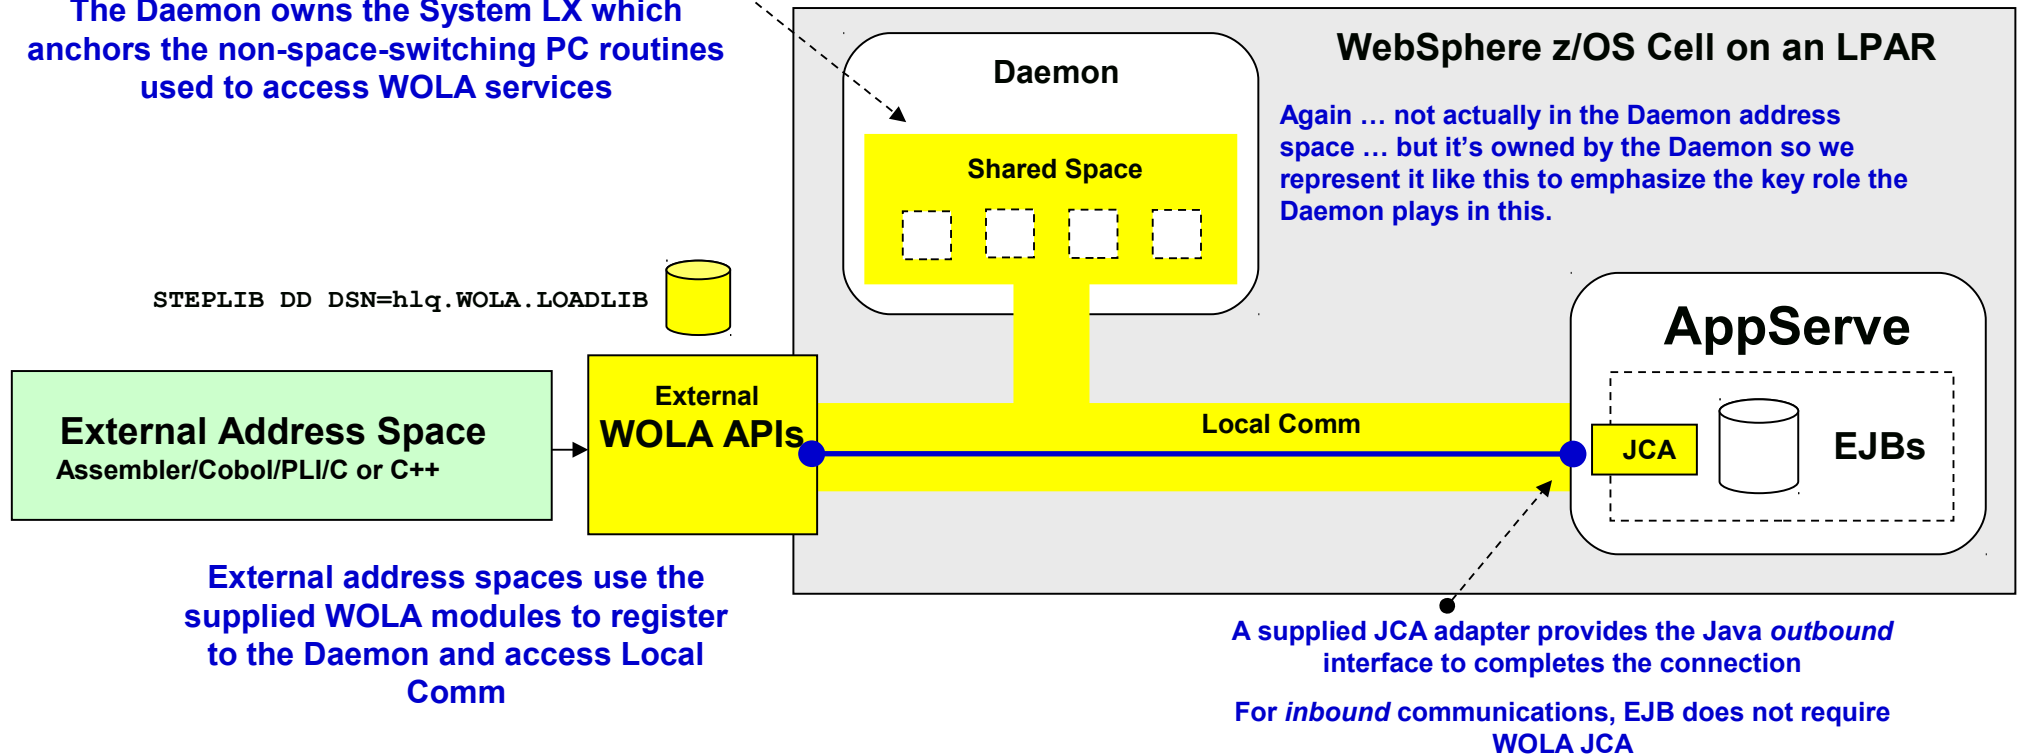 The Daemon owns the System LX which
anchors the non-space-switching PC routines
used to access WOLA services
WebSphere z/OS Cell on an LPAR
Daemon
Again … not actually in the Daemon address
space … but it's owned by the Daemon so we
represent it like this to emphasize the key role the
Daemon plays in this.
Shared Space
STEPLIB DD DSN=hlq.WOLA.LOADLIB
AppServe
External
WOLA APIs
External Address Space
Assembler/Cobol/PLI/C or C++
Local Comm
JCA
EJBs
External address spaces use the
supplied WOLA modules to register
to the Daemon and access Local
Comm
A supplied JCA adapter provides the Java outbound
interface to completes the connection
For inbound communications, EJB does not require
WOLA JCA